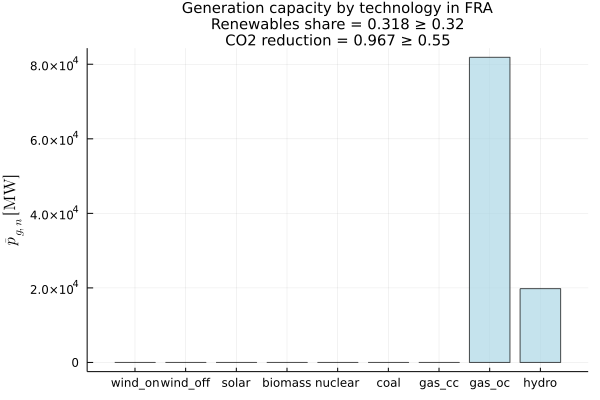 Generation capacity by technology in FRA
Renewables share = 0.318 ≥ 0.32
CO2 reduction = 0.967 ≥ 0.55
p̄g,n [MW]
8.0×10⁴
6.0×10⁴
4.0×10⁴
2.0×10⁴
0
wind_on wind_off solar biomass nuclear coal gas_cc gas_oc hydro